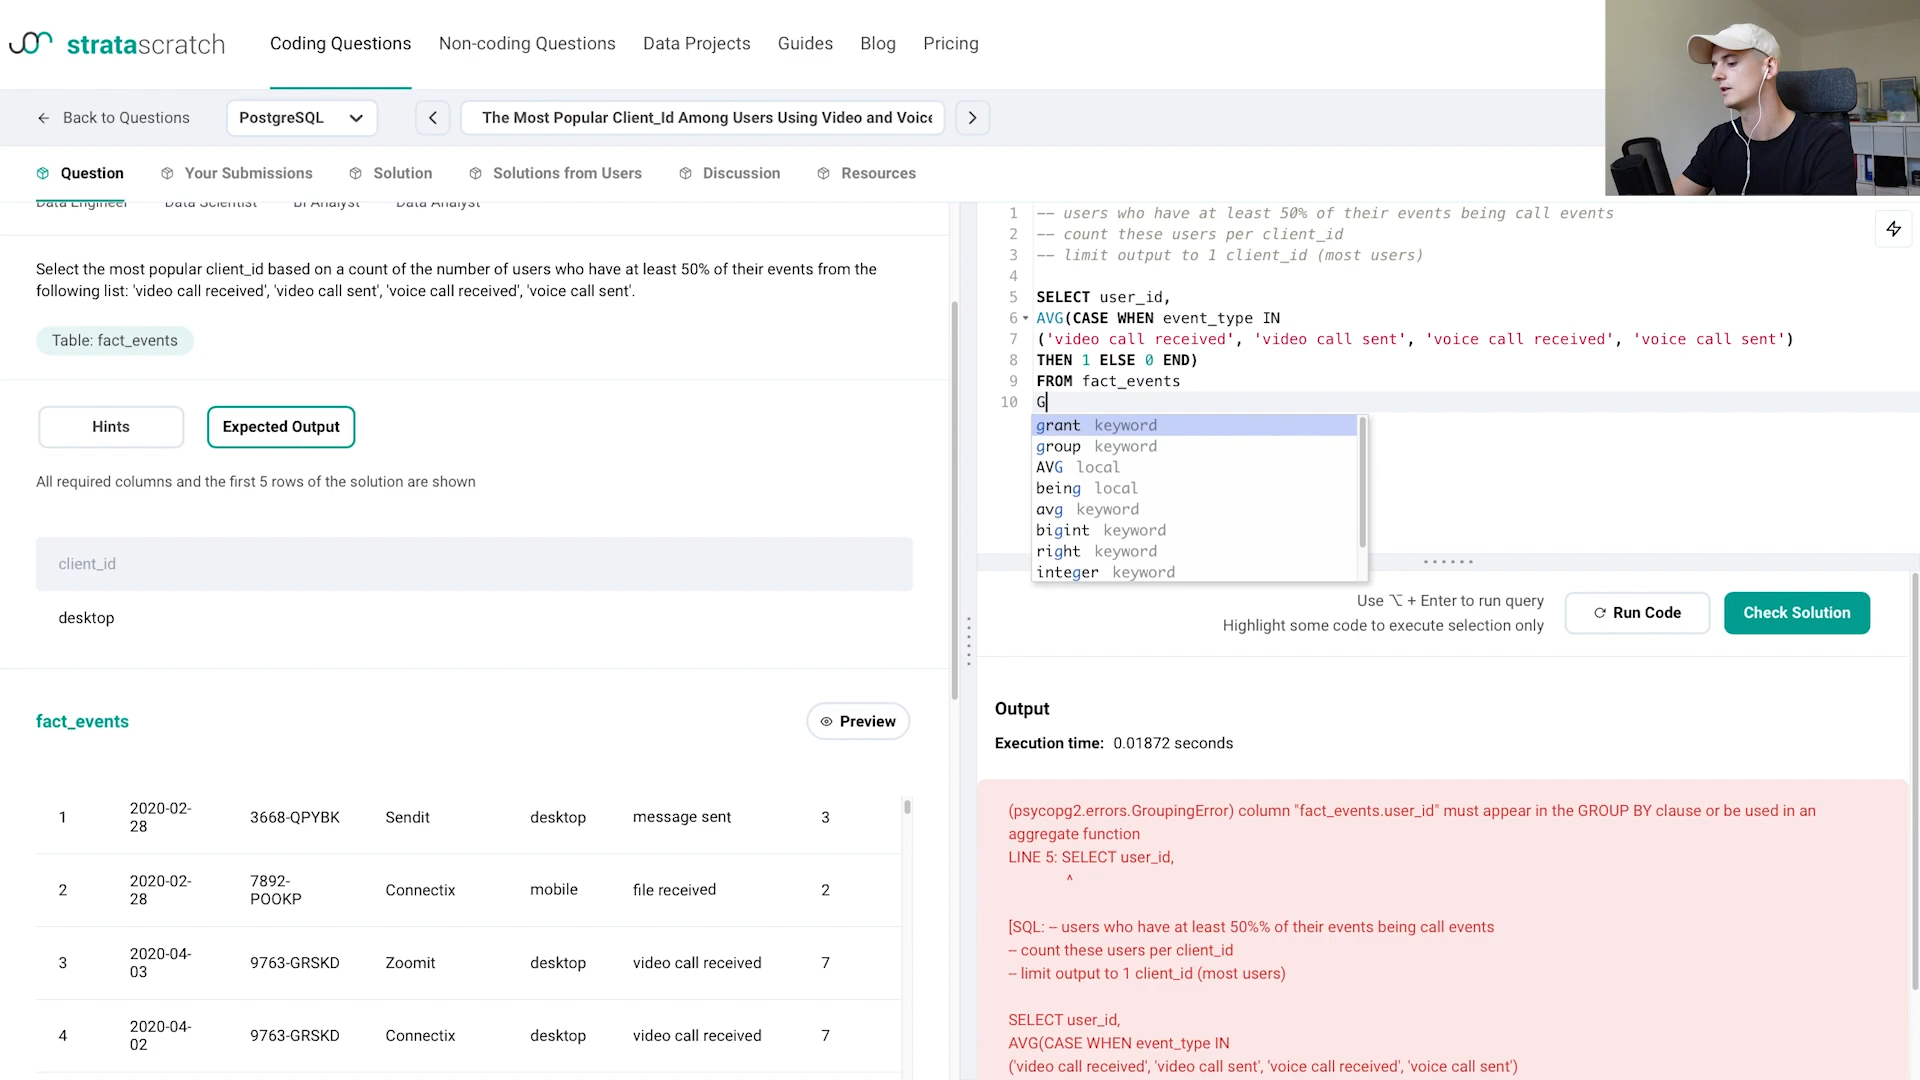 stratascratch
Coding Questions
Non-coding Questions
Data Projects
Guides
Blog
Pricing
Back to Questions
PostgreSQL
The Most Popular Client_Id Among Users Using Video and Voice
Question
Your Submissions
Solution
Solutions from Users
Discussion
Resources
Data Engineer
Data Scientist
BI Analyst
Data Analyst
Select the most popular client_id based on a count of the number of users who have at least 50% of their events from the
following list: 'video call received', 'video call sent', 'voice call received', 'voice call sent'.
Table: fact_events
Hints
Expected Output
All required columns and the first 5 rows of the solution are shown
client_id
desktop
fact_events
Preview
1 2020-02-28 3668-QPYBK Sendit desktop message sent 3
2 2020-02-28 7892-POOKP Connectix mobile file received 2
3 2020-04-03 9763-GRSKD Zoomit desktop video call received 7
4 2020-04-02 9763-GRSKD Connectix desktop video call received 7
1 -- users who have at least 50% of their events being call events
2 -- count these users per client_id
3 -- limit output to 1 client_id (most users)
4
5 SELECT user_id,
6 AVG(CASE WHEN event_type IN
7 ('video call received', 'video call sent', 'voice call received', 'voice call sent')
8 THEN 1 ELSE 0 END)
9 FROM fact_events
10 G
grant keyword
group keyword
AVG local
being local
avg keyword
bigint keyword
right keyword
integer keyword
Use ⌥ + Enter to run query
Highlight some code to execute selection only
Run Code
Check Solution
Output
Execution time: 0.01872 seconds
(psycopg2.errors.GroupingError) column "fact_events.user_id" must appear in the GROUP BY clause or be used in an
aggregate function
LINE 5: SELECT user_id,
^
[SQL: -- users who have at least 50%% of their events being call events
-- count these users per client_id
-- limit output to 1 client_id (most users)
SELECT user_id,
AVG(CASE WHEN event_type IN
('video call received', 'video call sent', 'voice call received', 'voice call sent')